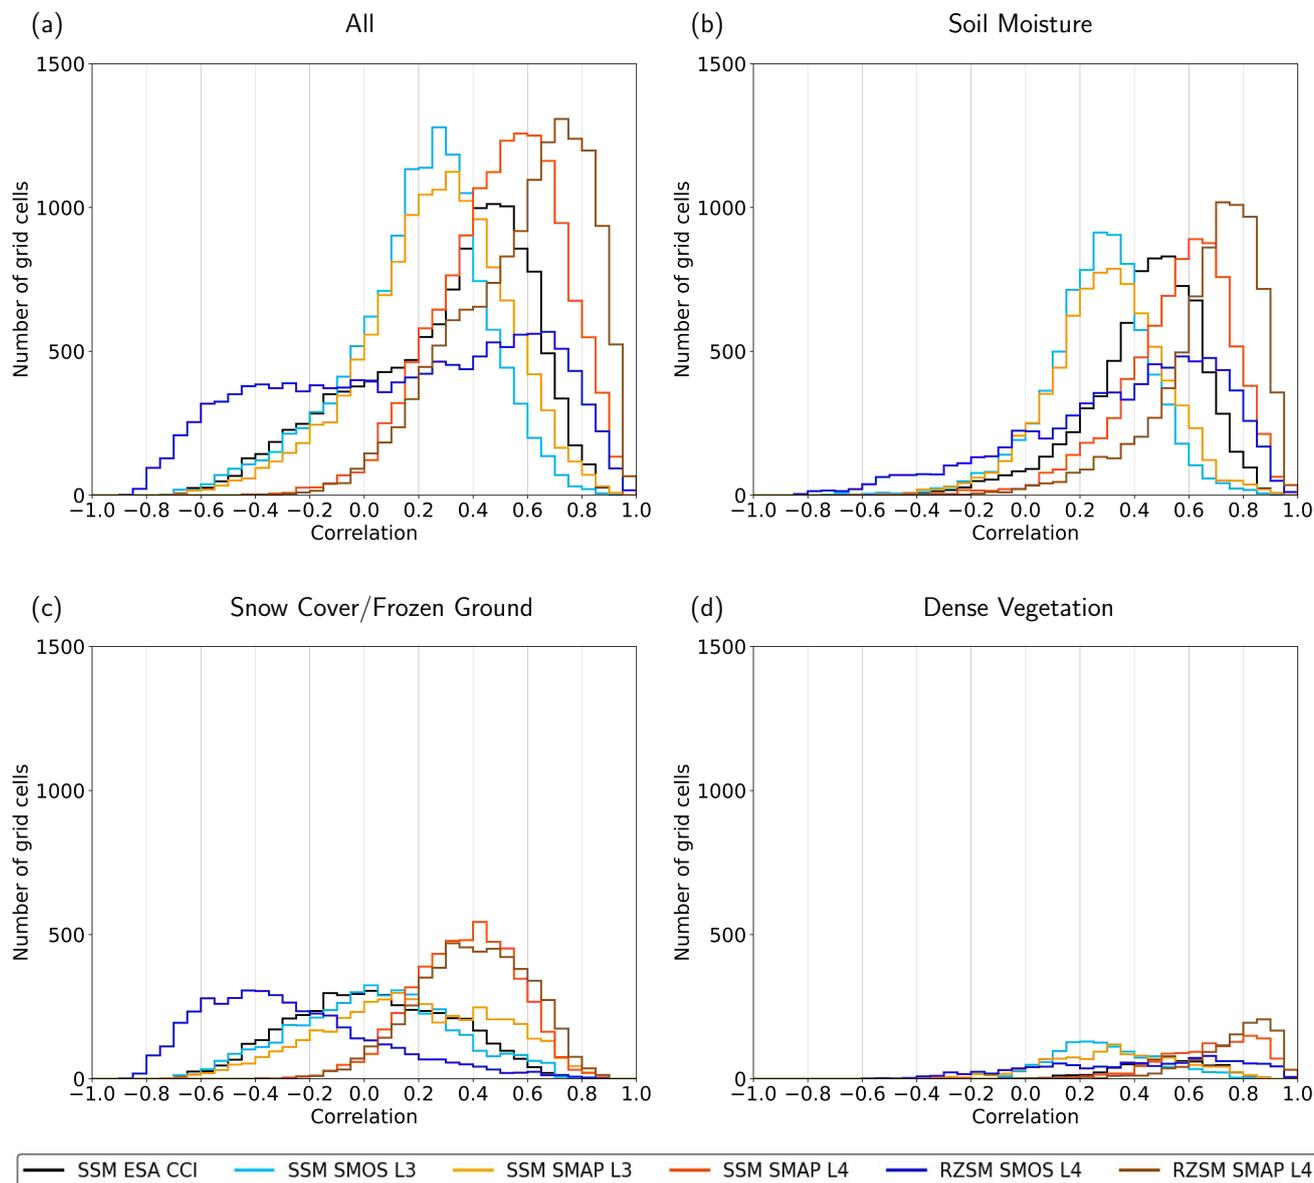 (a) All
1500
1000
500
0
Number of grid cells
−1.0 −0.8 −0.6 −0.4 −0.2 0.0 0.2 0.4 0.6 0.8 1.0
Correlation
(b) Soil Moisture
1500
1000
500
0
Number of grid cells
−1.0 −0.8 −0.6 −0.4 −0.2 0.0 0.2 0.4 0.6 0.8 1.0
Correlation
(c) Snow Cover/Frozen Ground
1500
1000
500
0
Number of grid cells
−1.0 −0.8 −0.6 −0.4 −0.2 0.0 0.2 0.4 0.6 0.8 1.0
Correlation
(d) Dense Vegetation
1500
1000
500
0
Number of grid cells
−1.0 −0.8 −0.6 −0.4 −0.2 0.0 0.2 0.4 0.6 0.8 1.0
Correlation
SSM ESA CCI SSM SMOS L3 SSM SMAP L3 SSM SMAP L4 RZSM SMOS L4 RZSM SMAP L4